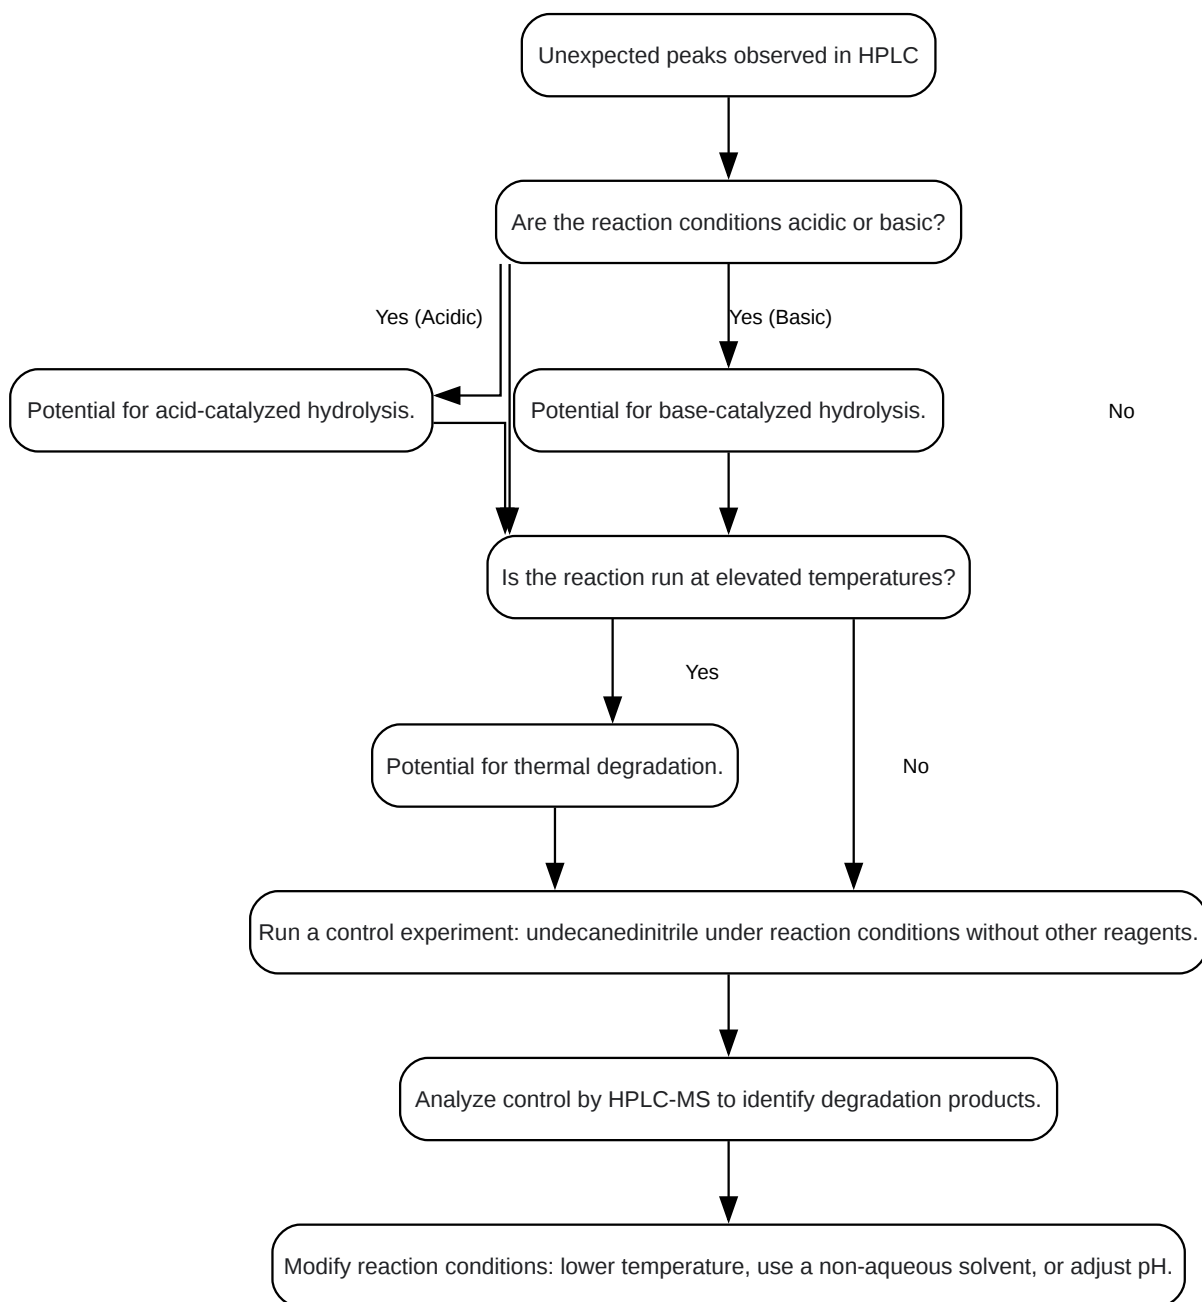 Unexpected peaks observed in HPLC
Are the reaction conditions acidic or basic?
Yes (Acidic)
Yes (Basic)
Potential for acid-catalyzed hydrolysis.
Potential for base-catalyzed hydrolysis.
No
Is the reaction run at elevated temperatures?
Yes
Potential for thermal degradation.
No
Run a control experiment: undecanedinitrile under reaction conditions without other reagents.
Analyze control by HPLC-MS to identify degradation products.
Modify reaction conditions: lower temperature, use a non-aqueous solvent, or adjust pH.